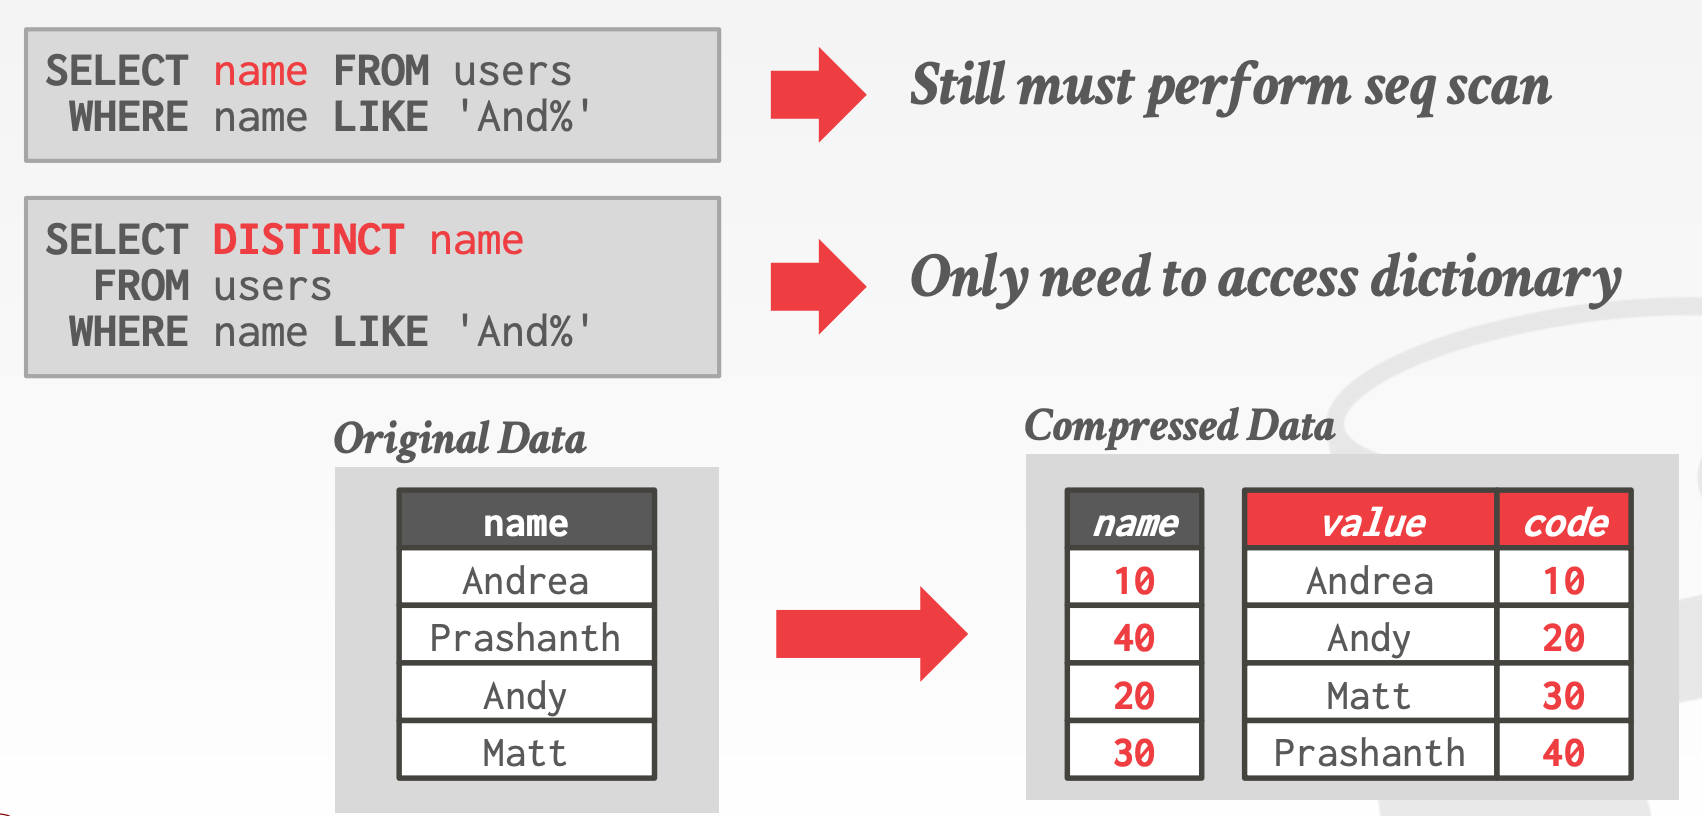 SELECT name FROM users
WHERE name LIKE 'And%'
Still must perform seq scan
SELECT DISTINCT name
FROM users
WHERE name LIKE 'And%'
Only need to access dictionary
Original Data
name
Andrea
Prashanth
Andy
Matt
Compressed Data
name
10
40
20
30
value code
Andrea 10
Andy 20
Matt 30
Prashanth 40